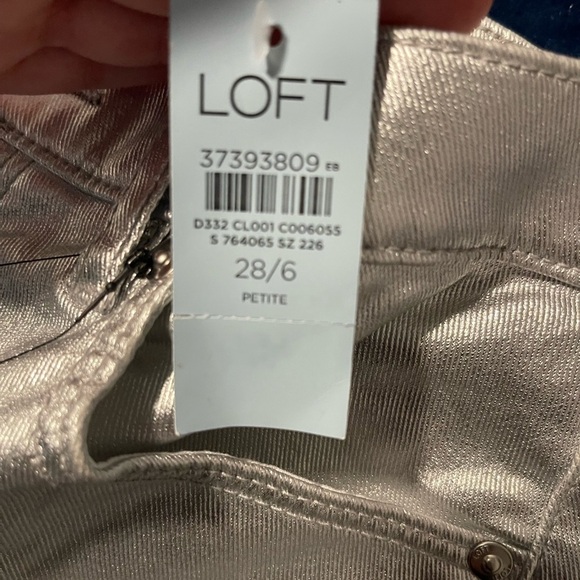 LOFT
37393809 EB
D332 CL001 C006055
S 764065 SZ 226
28/6
PETITE